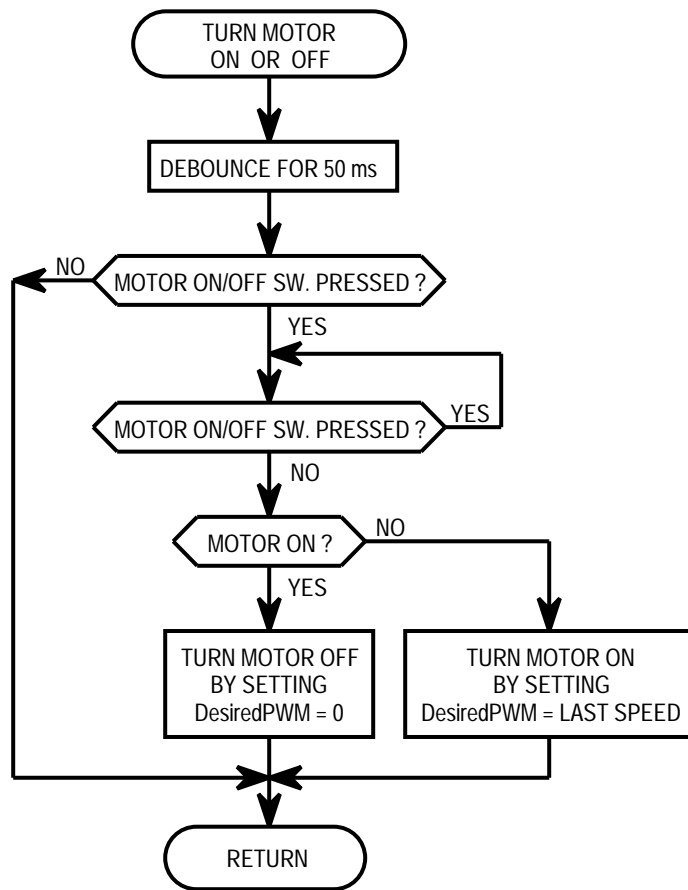 TURN MOTOR
ON OR OFF
DEBOUNCE FOR 50 ms
NO
MOTOR ON/OFF SW. PRESSED ?
YES
MOTOR ON/OFF SW. PRESSED ?
YES
NO
MOTOR ON ?
NO
YES
TURN MOTOR OFF
BY SETTING
DesiredPWM = 0
TURN MOTOR ON
BY SETTING
DesiredPWM = LAST SPEED
RETURN